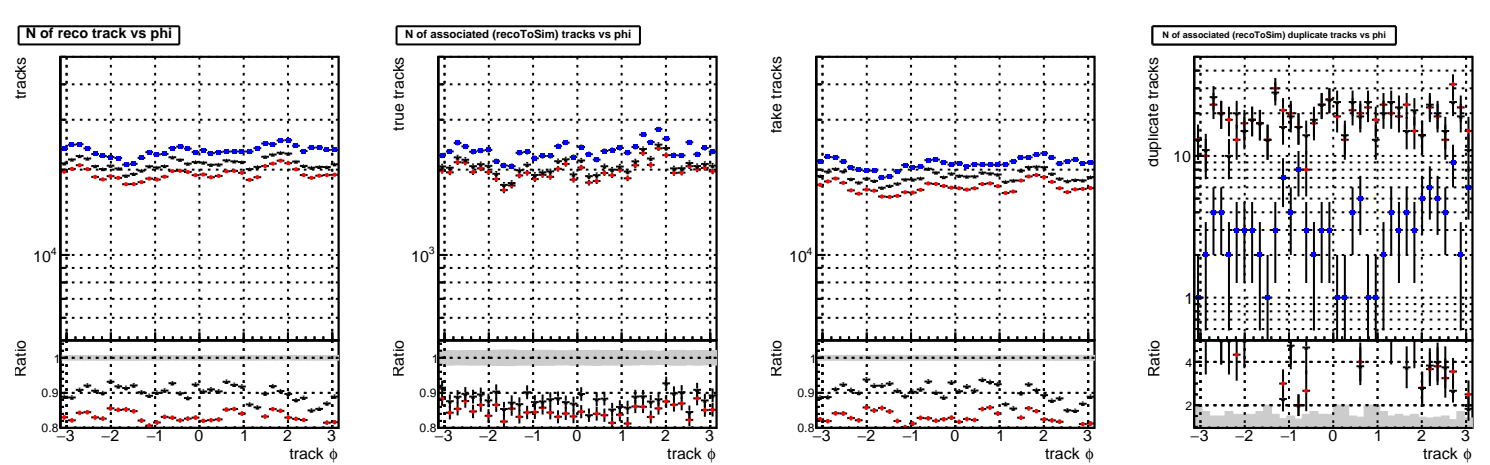 N of reco track vs phi
tracks
10⁴
Ratio
1
0.9
0.8
−3 −2 −1 0 1 2 3
track ϕ
N of associated (recoToSim) tracks vs phi
true tracks
10³
Ratio
1
0.9
0.8
−3 −2 −1 0 1 2 3
track ϕ
fake tracks
10⁴
Ratio
1
0.9
0.8
−3 −2 −1 0 1 2 3
track ϕ
N of associated (recoToSim) duplicate tracks vs phi
duplicate tracks
10
1
Ratio
4
2
−3 −2 −1 0 1 2 3
track ϕ